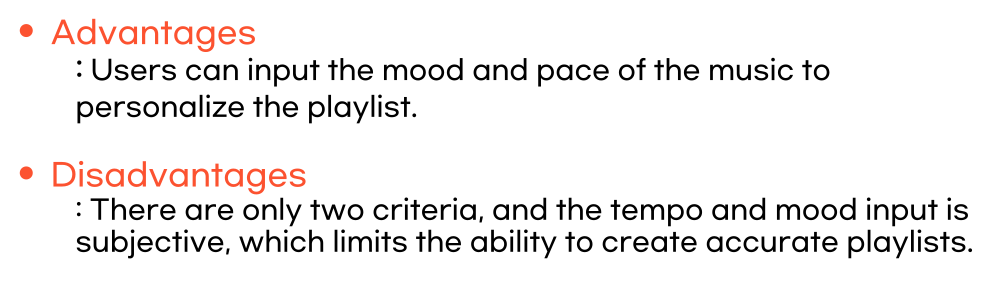 • Advantages
: Users can input the mood and pace of the music to
personalize the playlist.
• Disadvantages
: There are only two criteria, and the tempo and mood input is
subjective, which limits the ability to create accurate playlists.